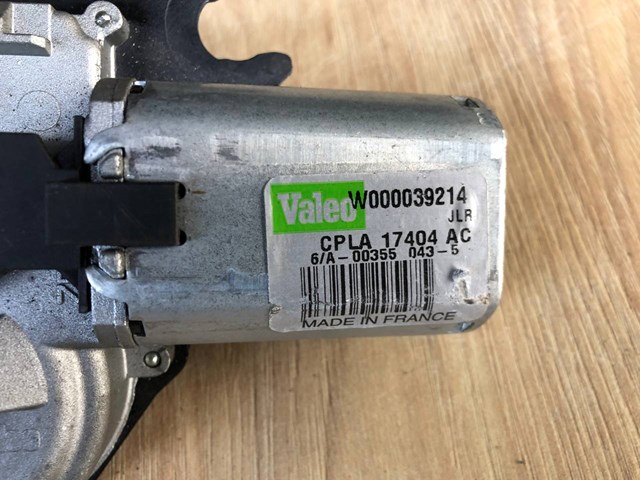 Valeo W000039214
JLR
CPLA 17404 AC
6/A-00355 043-5
MADE IN FRANCE